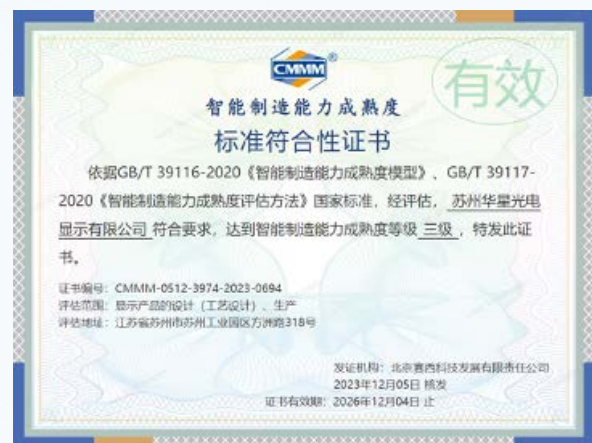 CMMM®
有效
智能制造能力成熟度
标准符合性证书
依据GB/T 39116-2020《智能制造能力成熟度模型》、GB/T 39117-
2020《智能制造能力成熟度评估方法》国家标准，经评估， 苏州华星光电
显示有限公司 符合要求，达到智能制造能力成熟度等级 三级 ，特发此证
书。
证书编号：CMMM-0512-3974-2023-0694
评估范围：显示产品的设计（工艺设计）、生产
评估地址：江苏省苏州市苏州工业园区方洲路318号
发证机构：北京赛西科技发展有限责任公司
2023年12月05日 核发
证书有效期：2026年12月04日 止